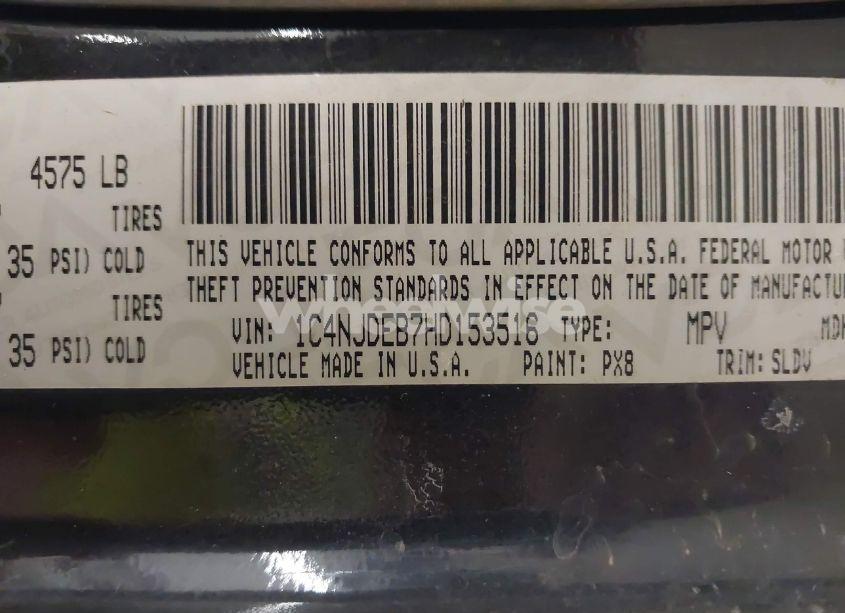 4575 LB
TIRES
35 PSI) COLD
TIRES
35 PSI) COLD
THIS VEHICLE CONFORMS TO ALL APPLICABLE U.S.A. FEDERAL MOTOR
THEFT PREVENTION STANDARDS IN EFFECT ON THE DATE OF MANUFACTU
VIN: 1C4NJDEB7HD153516 TYPE: MPV MDH
VEHICLE MADE IN U.S.A. PAINT: PX8 TRIM: SLDV
wheelwise